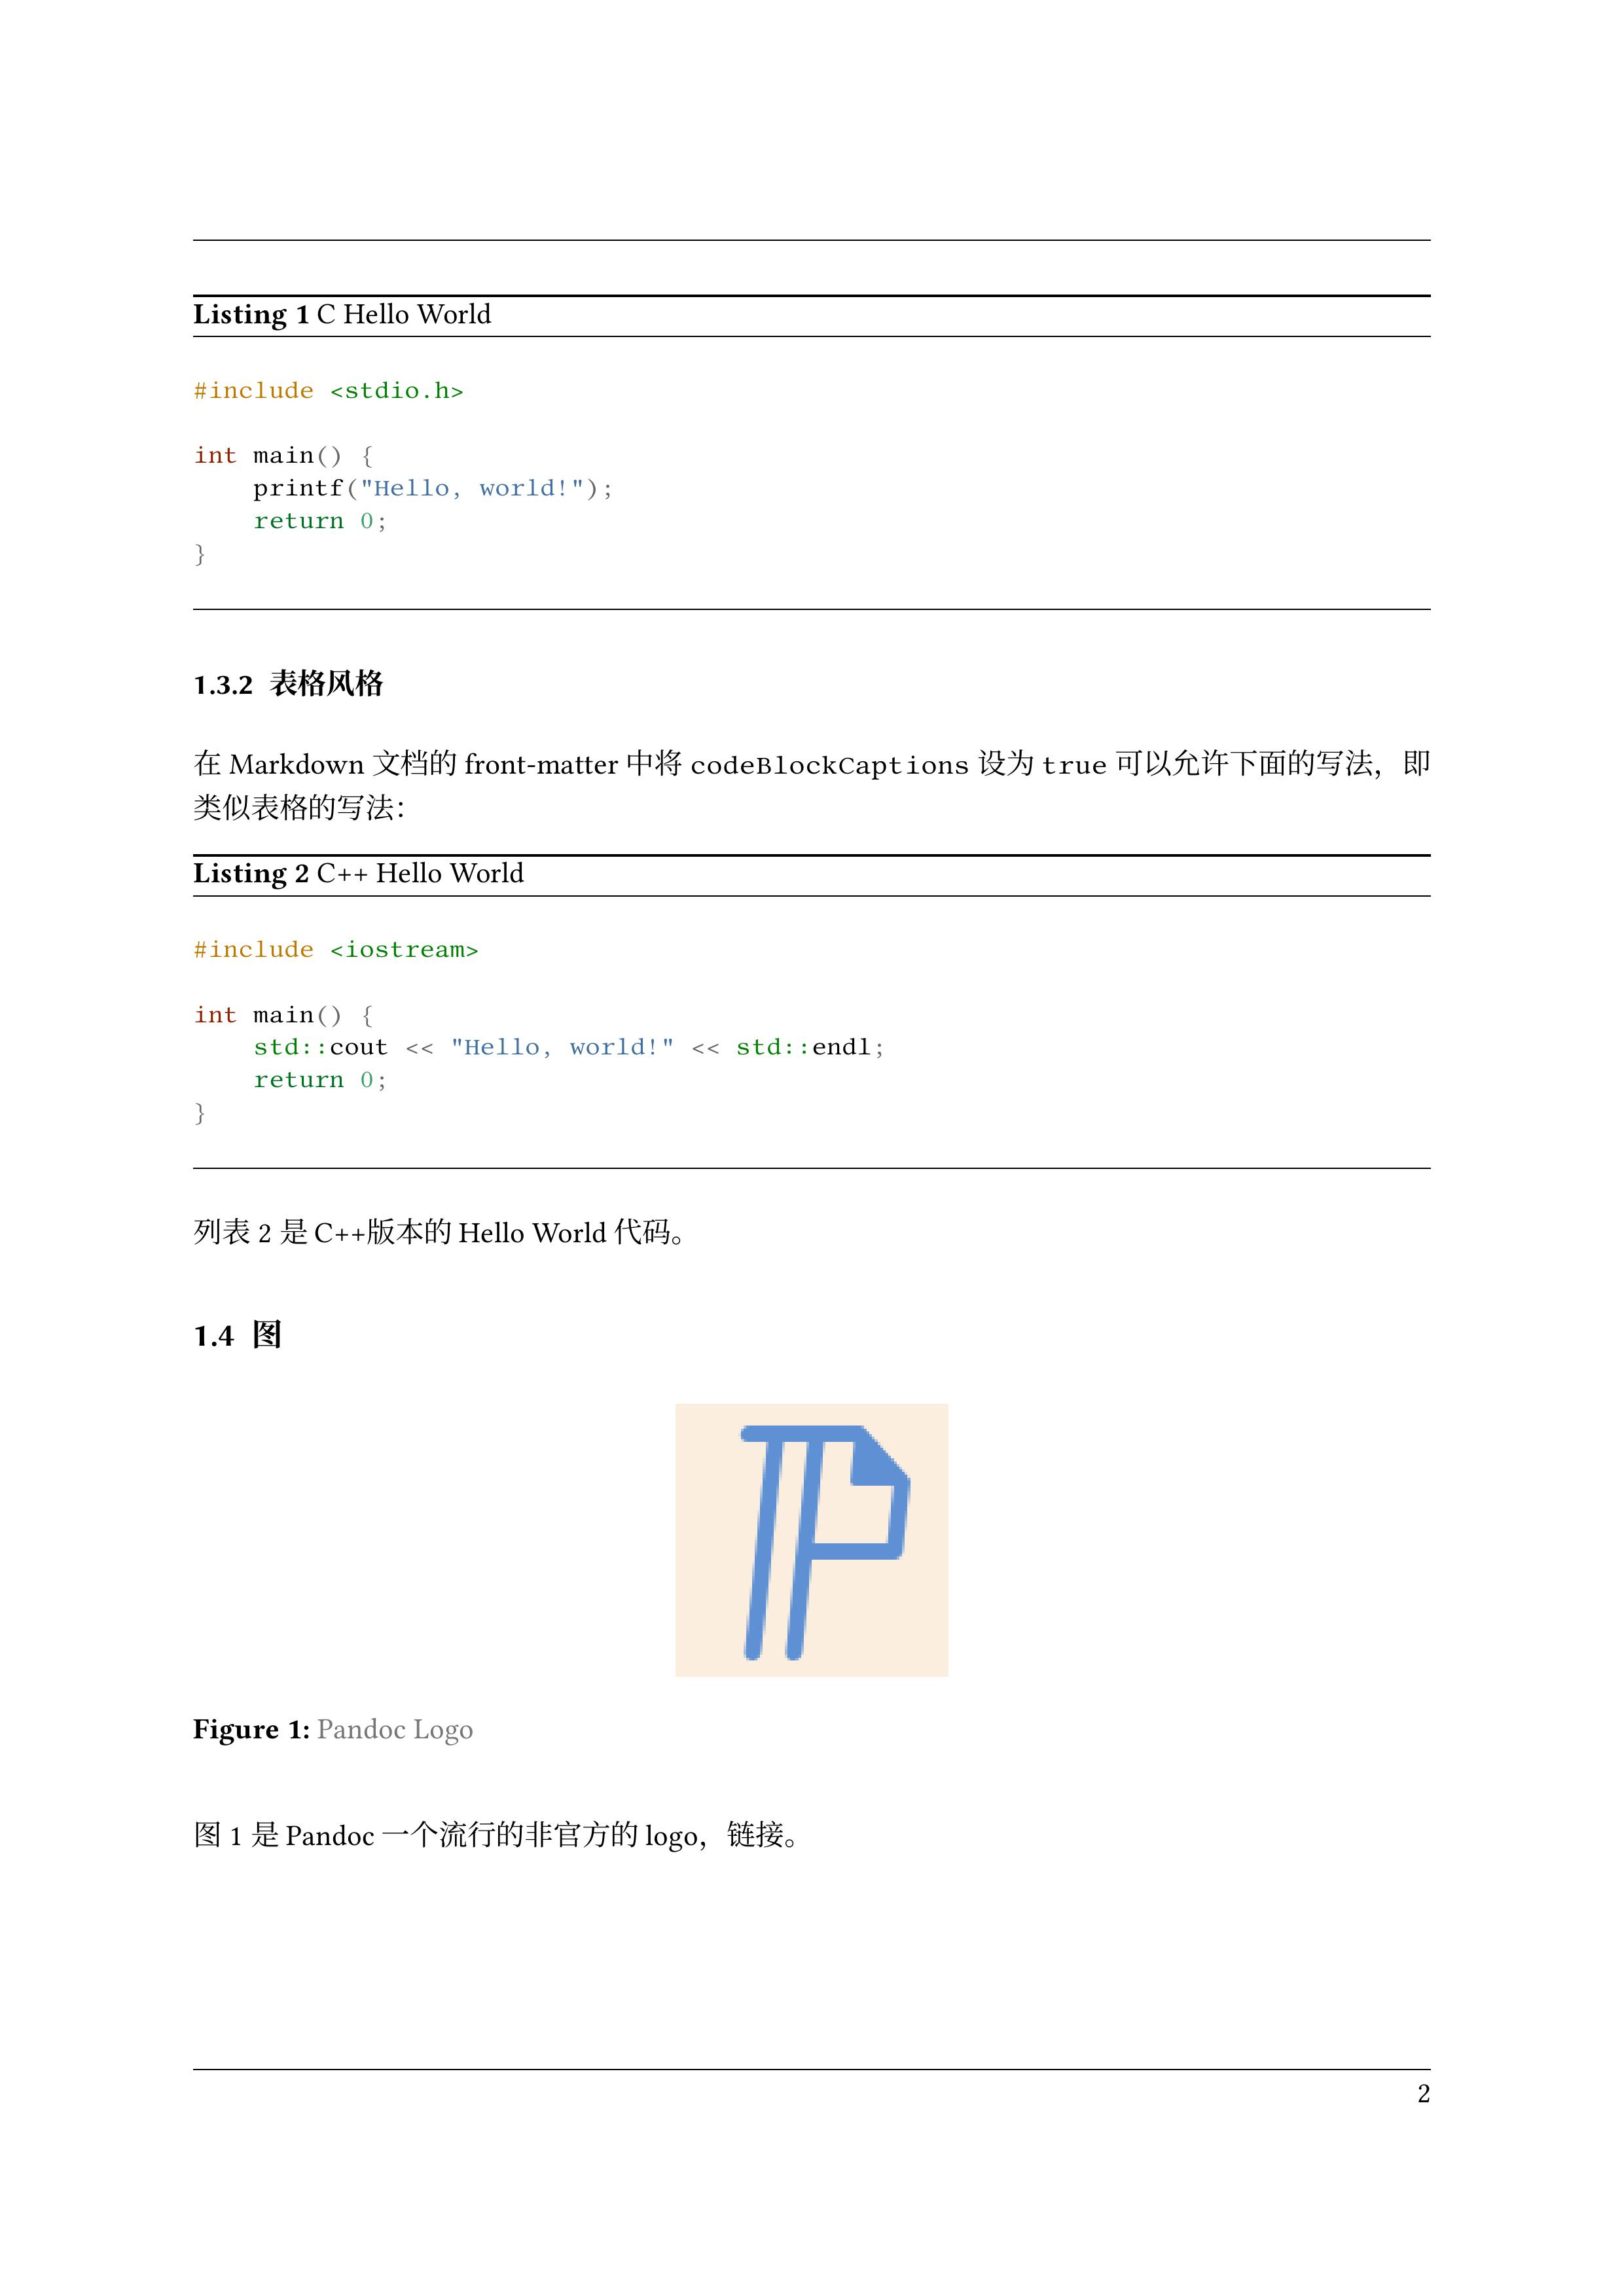 Listing 1 C Hello World
#include <stdio.h>
int main() {
    printf("Hello, world!");
    return 0;
}
1.3.2 表格风格
在 Markdown 文档的 front-matter 中将 codeBlockCaptions 设为 true 可以允许下面的写法，即
类似表格的写法：
Listing 2 C++ Hello World
#include <iostream>
int main() {
    std::cout << "Hello, world!" << std::endl;
    return 0;
}
列表 2 是 C++版本的 Hello World 代码。
1.4 图
Figure 1: Pandoc Logo
图 1 是 Pandoc 一个流行的非官方的 logo，链接。
2